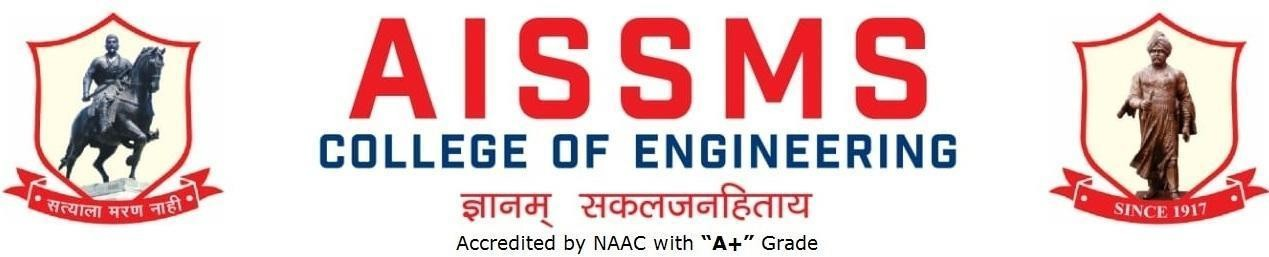 AISSMS
COLLEGE OF ENGINEERING
ज्ञानम् सकलजनहिताय
Accredited by NAAC with “A+” Grade
सत्याला मरण नाही
SINCE 1917